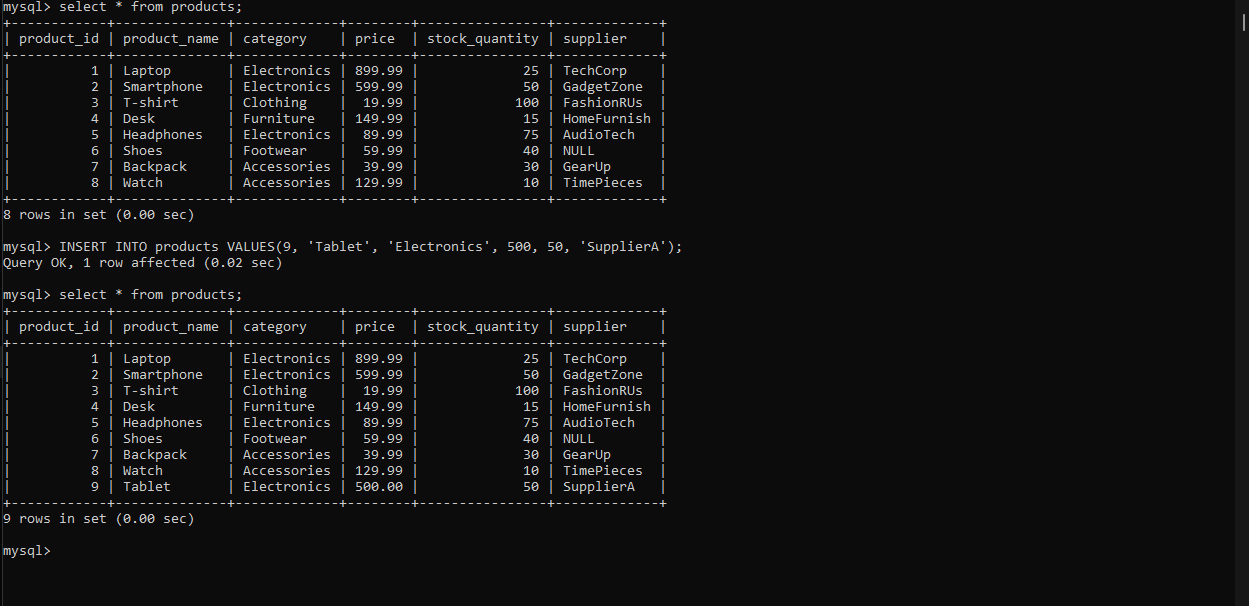 mysql> select * from products;
+------------+--------------+-------------+--------+----------------+-------------+
| product_id | product_name | category    | price  | stock_quantity | supplier    |
+------------+--------------+-------------+--------+----------------+-------------+
|          1 | Laptop       | Electronics | 899.99 |             25 | TechCorp    |
|          2 | Smartphone   | Electronics | 599.99 |             50 | GadgetZone  |
|          3 | T-shirt      | Clothing    |  19.99 |            100 | FashionRUs  |
|          4 | Desk         | Furniture   | 149.99 |             15 | HomeFurnish |
|          5 | Headphones   | Electronics |  89.99 |             75 | AudioTech   |
|          6 | Shoes        | Footwear    |  59.99 |             40 | NULL        |
|          7 | Backpack     | Accessories |  39.99 |             30 | GearUp      |
|          8 | Watch        | Accessories | 129.99 |             10 | TimePieces  |
+------------+--------------+-------------+--------+----------------+-------------+
8 rows in set (0.00 sec)

mysql> INSERT INTO products VALUES(9, 'Tablet', 'Electronics', 500, 50, 'SupplierA');
Query OK, 1 row affected (0.02 sec)

mysql> select * from products;
+------------+--------------+-------------+--------+----------------+-------------+
| product_id | product_name | category    | price  | stock_quantity | supplier    |
+------------+--------------+-------------+--------+----------------+-------------+
|          1 | Laptop       | Electronics | 899.99 |             25 | TechCorp    |
|          2 | Smartphone   | Electronics | 599.99 |             50 | GadgetZone  |
|          3 | T-shirt      | Clothing    |  19.99 |            100 | FashionRUs  |
|          4 | Desk         | Furniture   | 149.99 |             15 | HomeFurnish |
|          5 | Headphones   | Electronics |  89.99 |             75 | AudioTech   |
|          6 | Shoes        | Footwear    |  59.99 |             40 | NULL        |
|          7 | Backpack     | Accessories |  39.99 |             30 | GearUp      |
|          8 | Watch        | Accessories | 129.99 |             10 | TimePieces  |
|          9 | Tablet       | Electronics | 500.00 |             50 | SupplierA   |
+------------+--------------+-------------+--------+----------------+-------------+
9 rows in set (0.00 sec)

mysql>